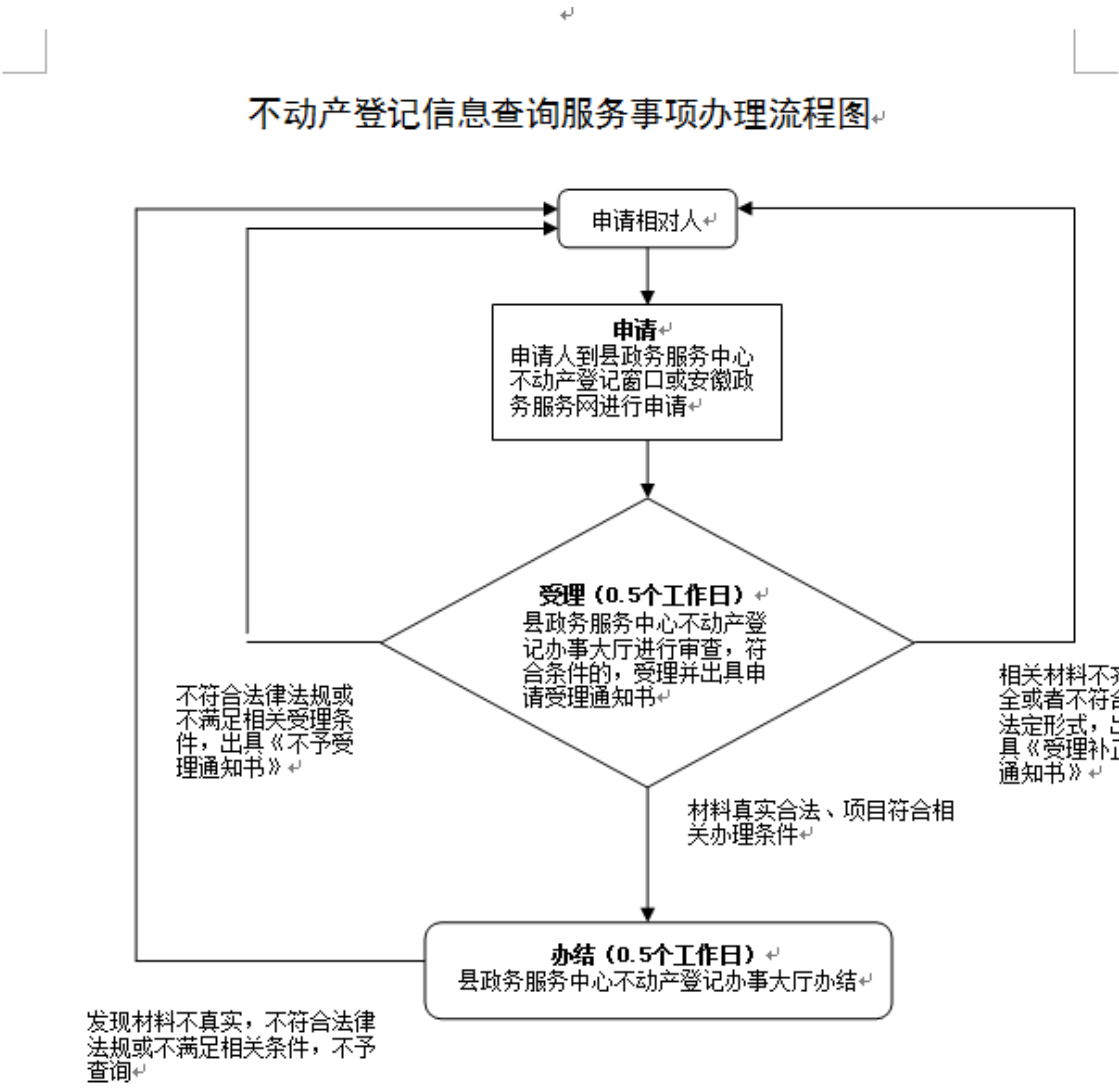 不动产登记信息查询服务事项办理流程图
申请相对人
申请
申请人到县政务服务中心
不动产登记窗口或安徽政
务服务网进行申请
受理（0.5个工作日）
县政务服务中心不动产登
记办事大厅进行审查，符
合条件的，受理并出具申
请受理通知书
不符合法律法规或
不满足相关受理条
件，出具《不予受
理通知书》
相关材料不
全或者不符
法定形式，
具《受理补
通知书》
材料真实合法、项目符合相
关办理条件
办结（0.5个工作日）
县政务服务中心不动产登记办事大厅办结
发现材料不真实，不符合法律
法规或不满足相关条件，不予
查询